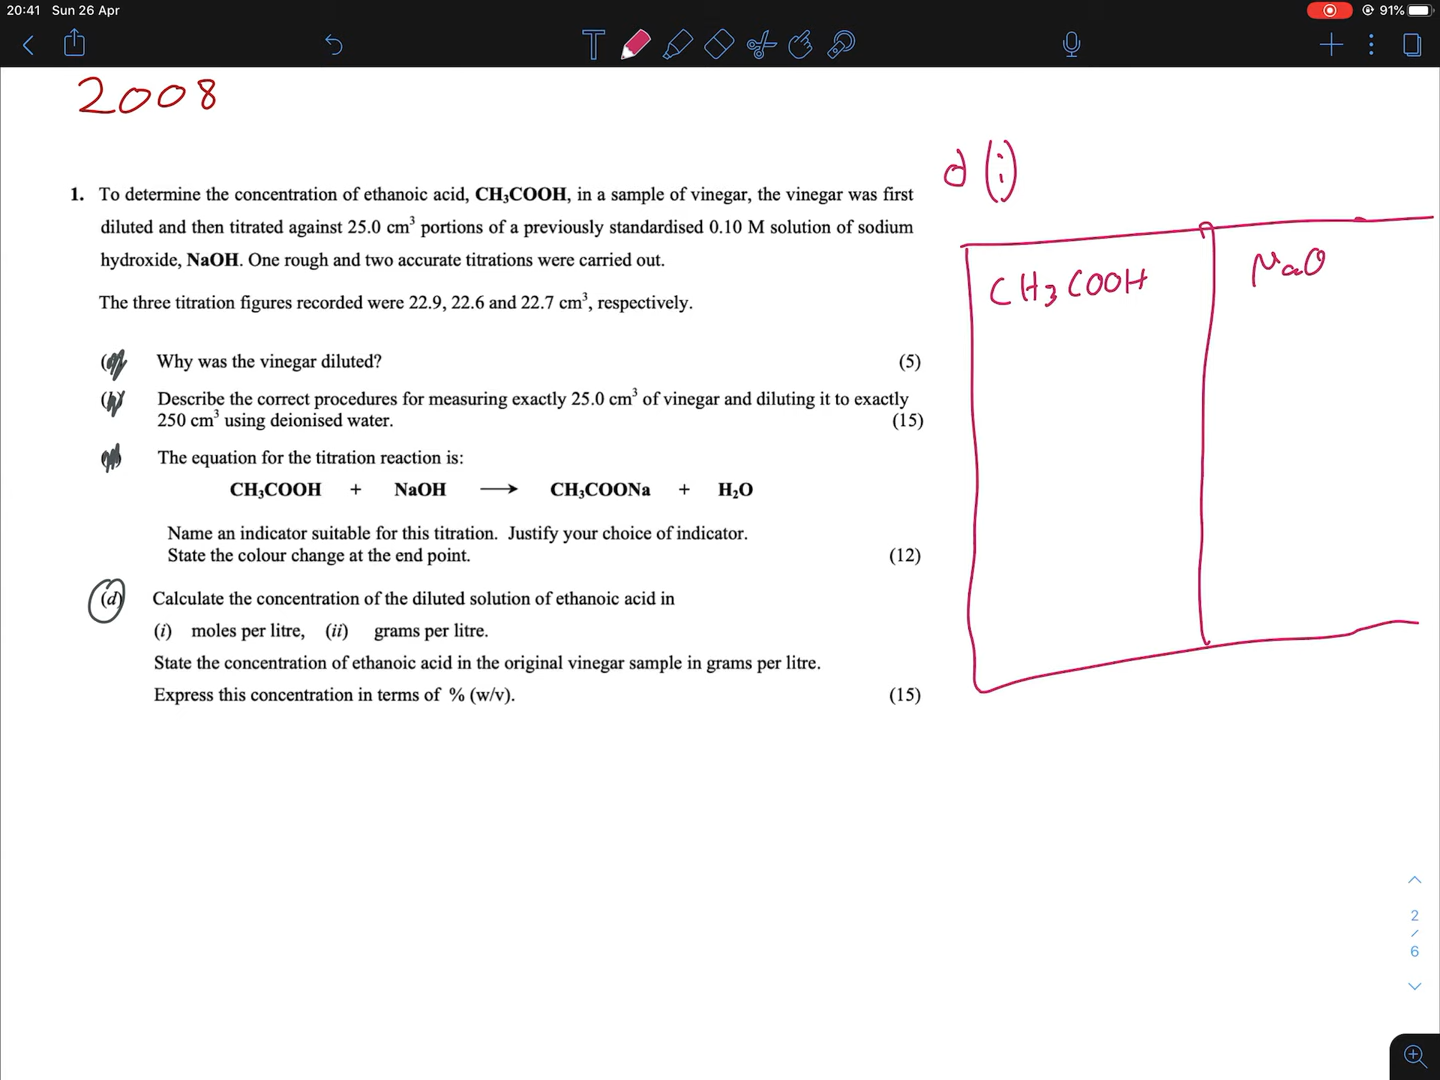 20:41 Sun 26 Apr
91%
T
2008
1. To determine the concentration of ethanoic acid, CH₃COOH, in a sample of vinegar, the vinegar was first
diluted and then titrated against 25.0 cm³ portions of a previously standardised 0.10 M solution of sodium
hydroxide, NaOH. One rough and two accurate titrations were carried out.
The three titration figures recorded were 22.9, 22.6 and 22.7 cm³, respectively.
Why was the vinegar diluted? (5)
(b) Describe the correct procedures for measuring exactly 25.0 cm³ of vinegar and diluting it to exactly
250 cm³ using deionised water. (15)
The equation for the titration reaction is:
CH₃COOH + NaOH ⟶ CH₃COONa + H₂O
Name an indicator suitable for this titration. Justify your choice of indicator.
State the colour change at the end point. (12)
(d) Calculate the concentration of the diluted solution of ethanoic acid in
(i) moles per litre, (ii) grams per litre.
State the concentration of ethanoic acid in the original vinegar sample in grams per litre.
Express this concentration in terms of % (w/v). (15)
d (i)
CH3COOH
NaO
2
/
6